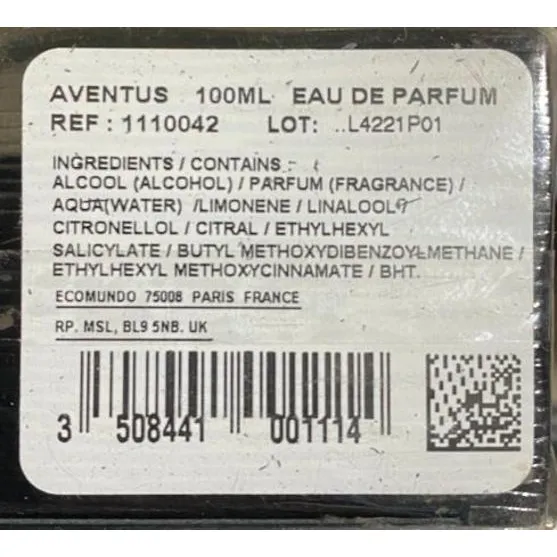 AVENTUS 100ML EAU DE PARFUM
REF : 1110042 LOT: ..L4221P01
INGREDIENTS / CONTAINS :
ALCOOL (ALCOHOL) / PARFUM (FRAGRANCE) /
AQUA(WATER) /LIMONENE / LINALOOL
CITRONELLOL / CITRAL / ETHYLHEXYL
SALICYLATE / BUTYL METHOXYDIBENZOYLMETHANE /
ETHYLHEXYL METHOXYCINNAMATE / BHT.
ECOMUNDO 75008 PARIS FRANCE
RP. MSL, BL9 5NB. UK
3 508441 001114